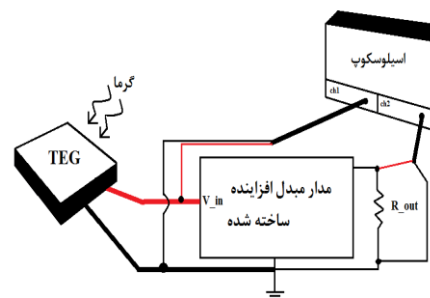 اسیلوسکوپ
ch1
ch2
گرما
TEG
V_in
مدار مبدل افزاینده
ساخته شده
R_out